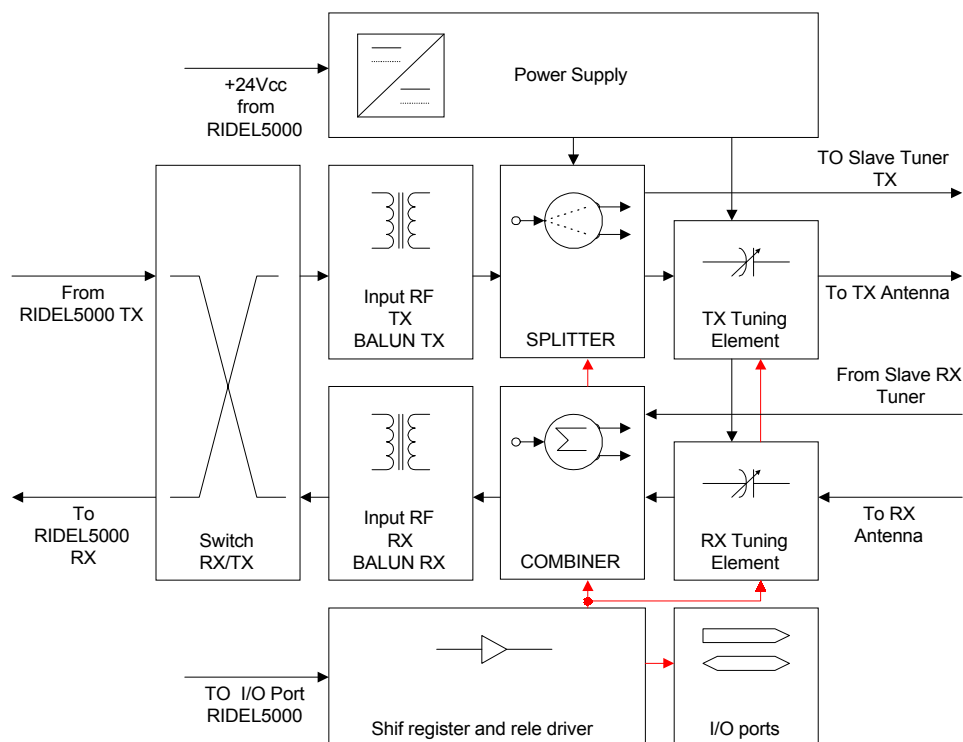 Power Supply
+24Vcc
from
RIDEL5000
TO Slave Tuner
TX
From
RIDEL5000 TX
Input RF
TX
BALUN TX
SPLITTER
TX Tuning
Element
To TX Antenna
From Slave RX
Tuner
To
RIDEL5000
RX
Switch
RX/TX
Input RF
RX
BALUN RX
COMBINER
RX Tuning
Element
To RX
Antenna
TO I/O Port
RIDEL5000
Shif register and rele driver
I/O ports